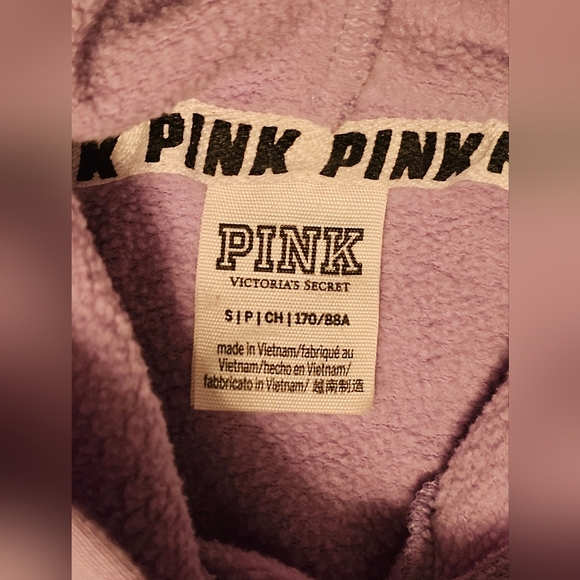 K PINK PINK
PINK
VICTORIA'S SECRET
S | P | CH | 170/88A
made in Vietnam/fabriqué au
Vietnam/hecho en Vietnam/
fabbricato in Vietnam/ 越南制造